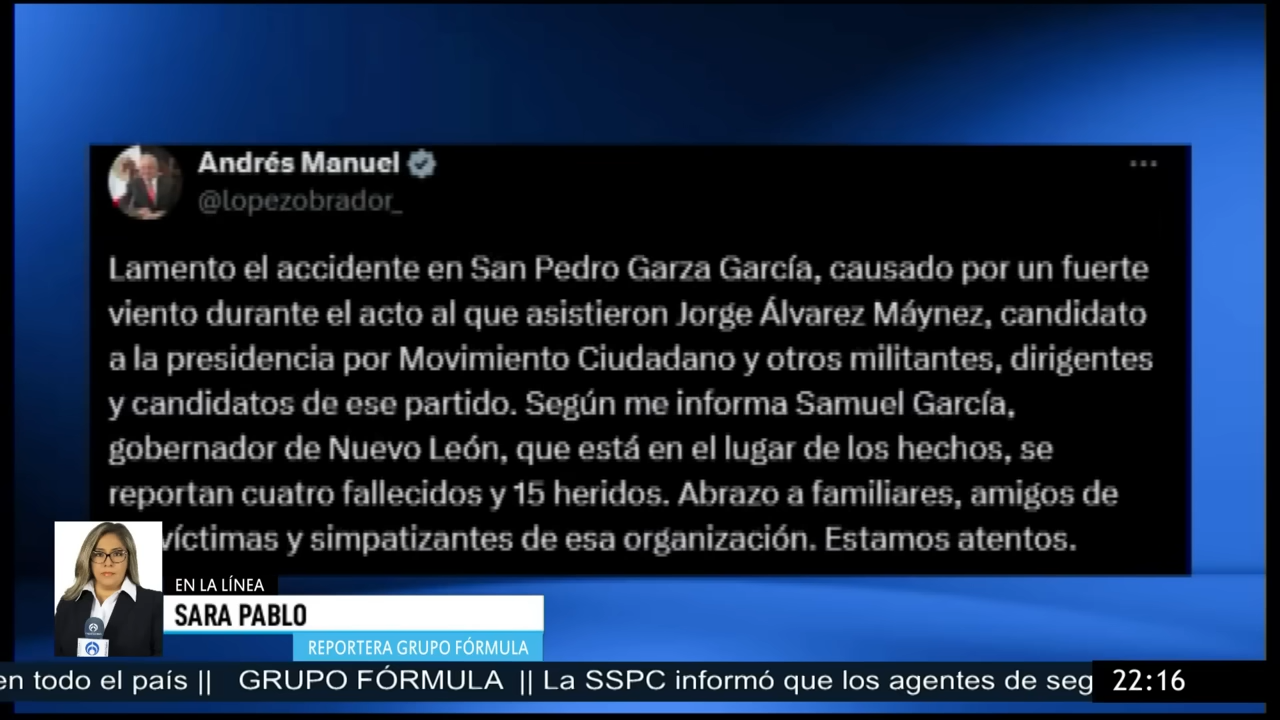 Andrés Manuel
@lopezobrador_
Lamento el accidente en San Pedro Garza García, causado por un fuerte
viento durante el acto al que asistieron Jorge Álvarez Máynez, candidato
a la presidencia por Movimiento Ciudadano y otros militantes, dirigentes
y candidatos de ese partido. Según me informa Samuel García,
gobernador de Nuevo León, que está en el lugar de los hechos, se
reportan cuatro fallecidos y 15 heridos. Abrazo a familiares, amigos de
víctimas y simpatizantes de esa organización. Estamos atentos.
EN LA LÍNEA
SARA PABLO
REPORTERA GRUPO FÓRMULA
en todo el país || GRUPO FÓRMULA || La SSPC informó que los agentes de seg 22:16